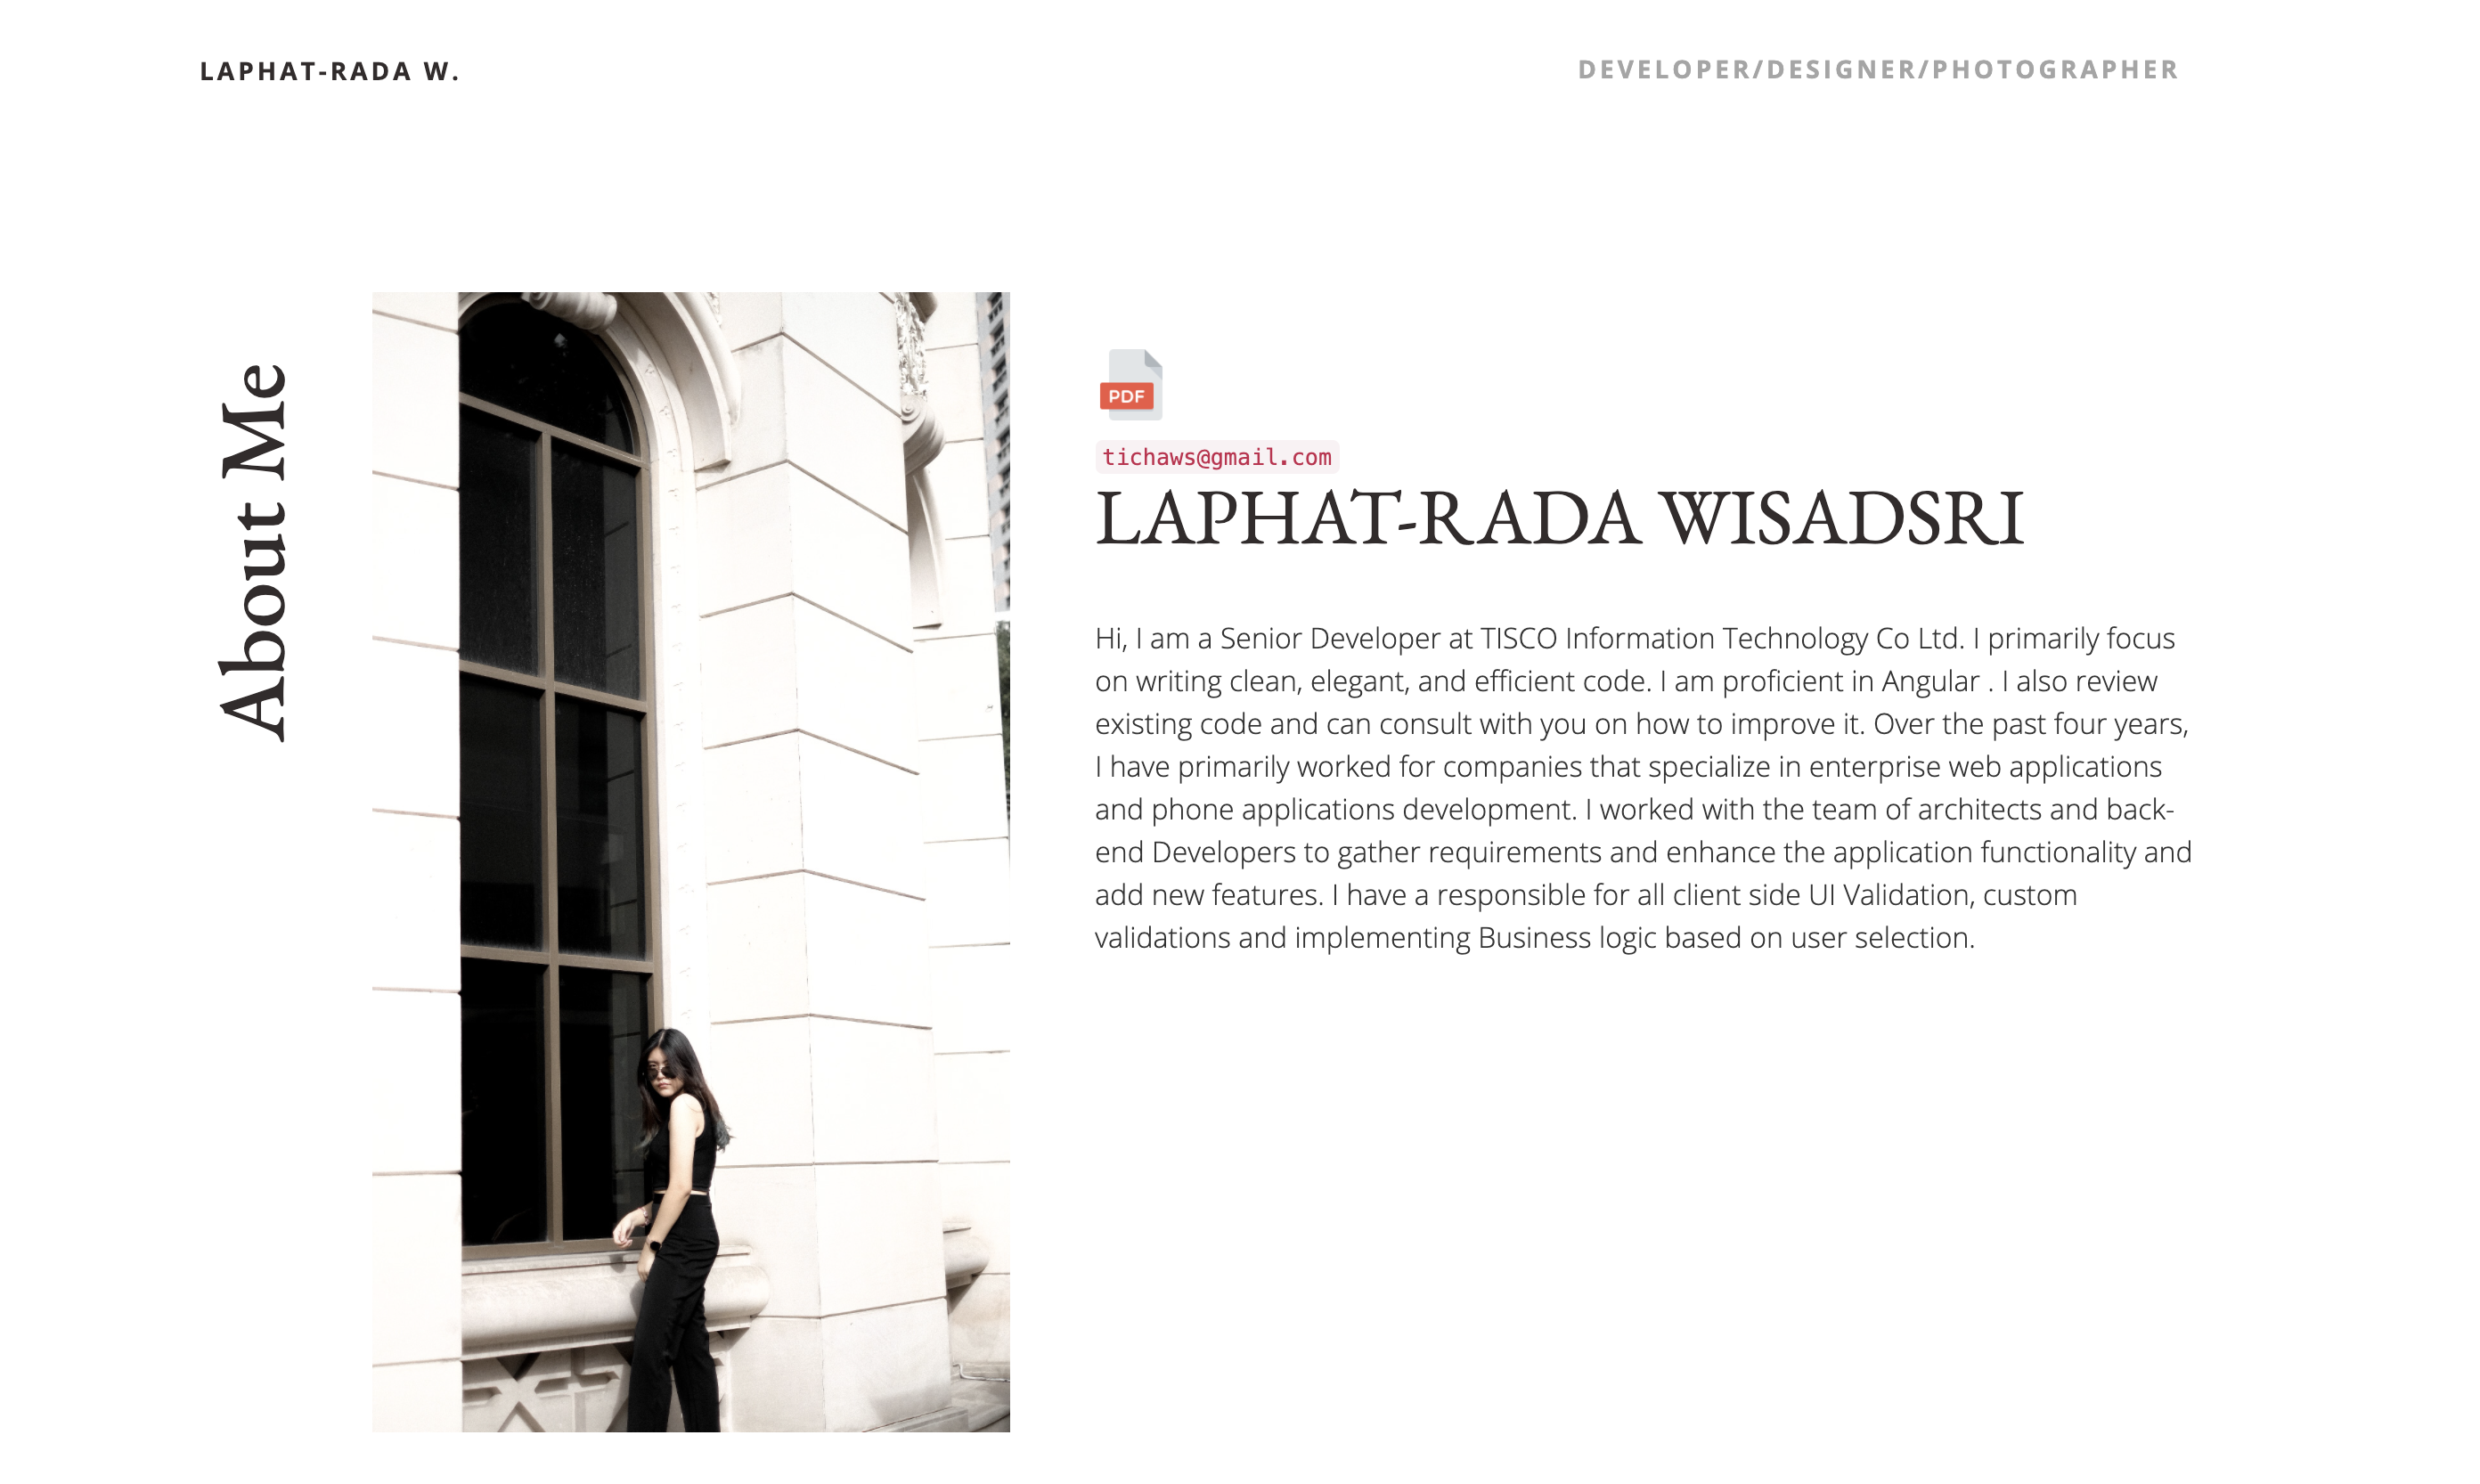 LAPHAT-RADA W.
DEVELOPER/DESIGNER/PHOTOGRAPHER
About Me
PDF
tichaws@gmail.com
LAPHAT-RADA WISADSRI
Hi, I am a Senior Developer at TISCO Information Technology Co Ltd. I primarily focus
on writing clean, elegant, and efficient code. I am proficient in Angular . I also review
existing code and can consult with you on how to improve it. Over the past four years,
I have primarily worked for companies that specialize in enterprise web applications
and phone applications development. I worked with the team of architects and back-
end Developers to gather requirements and enhance the application functionality and
add new features. I have a responsible for all client side UI Validation, custom
validations and implementing Business logic based on user selection.